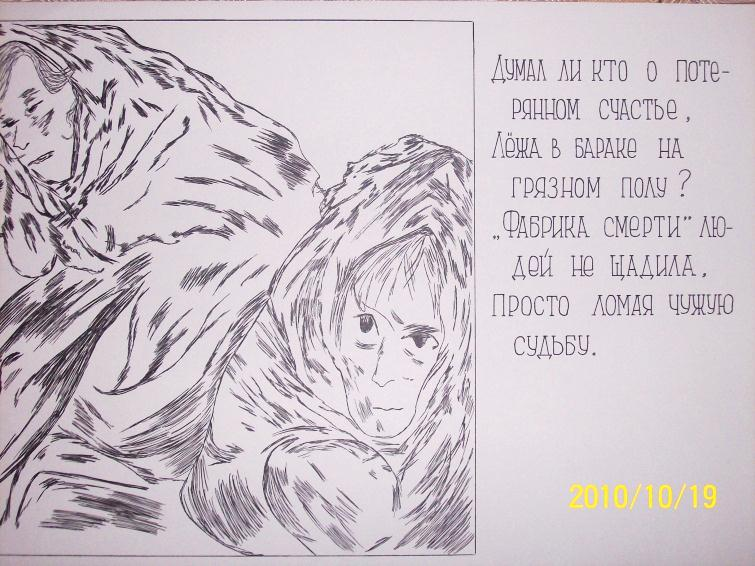 Думал ли кто о поте-
рянном счастье,
Лёжа в бараке на
грязном полу?
„Фабрика смерти" лю-
дей не щадила,
Просто ломая чужую
судьбу.
2010/10/19